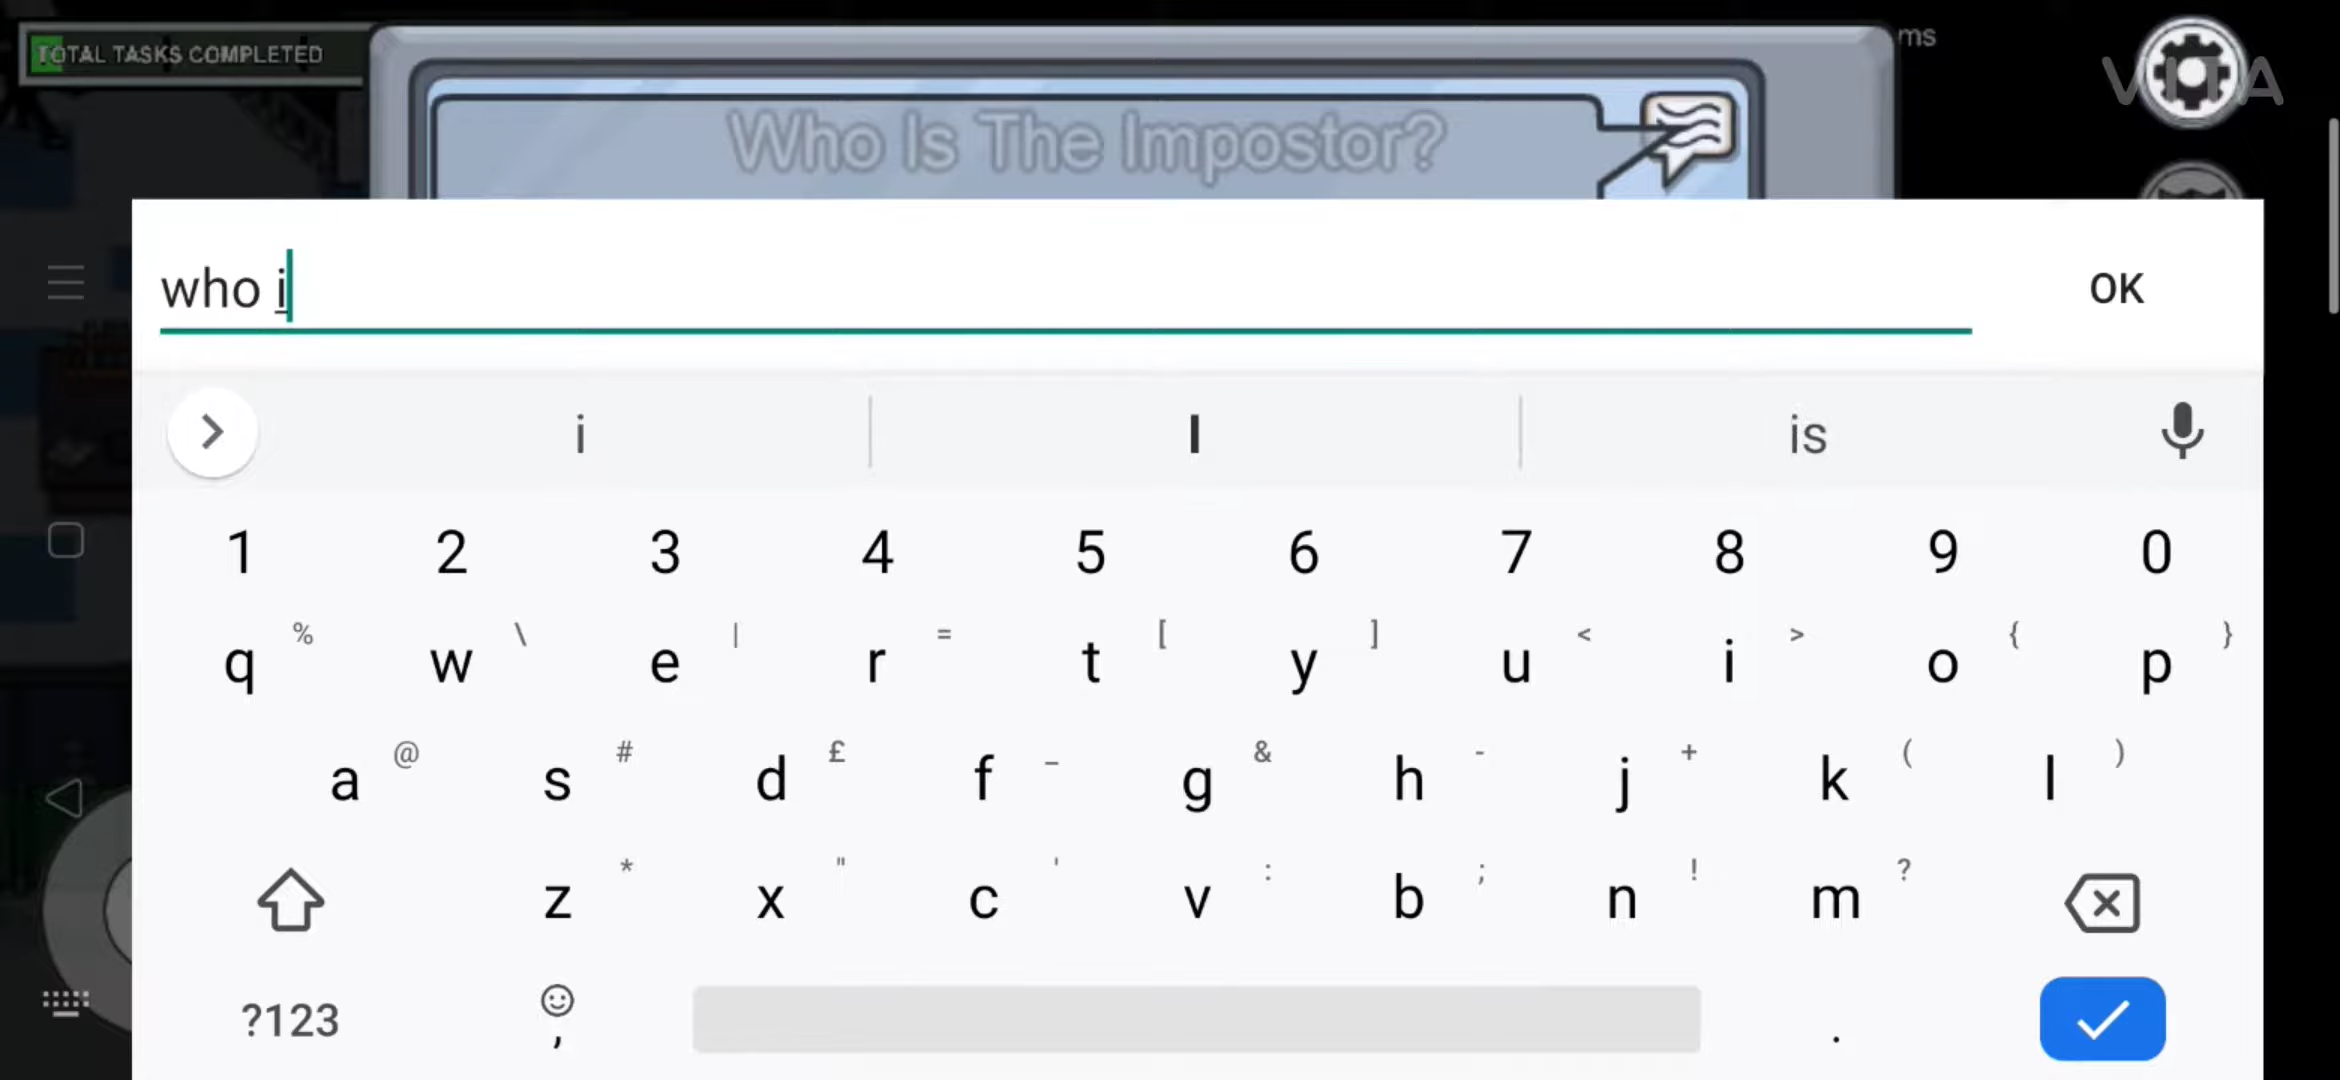 TOTAL TASKS COMPLETED
ms
VITA
Who Is The Impostor?
who i
OK
i I is
1 2 3 4 5 6 7 8 9 0
% \ | = [ ] < > { }
q w e r t y u i o p
@ # £ _ & - + ( )
a s d f g h j k l
* " ' : ; ! ?
z x c v b n m
?123 , .